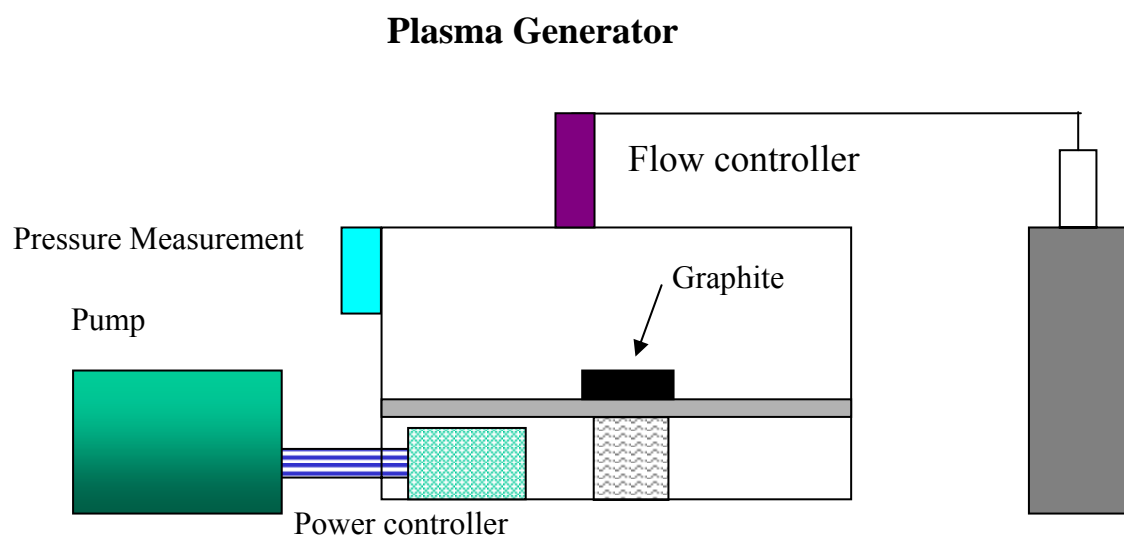 Plasma Generator
Flow controller
Pressure Measurement
Graphite
Pump
Power controller